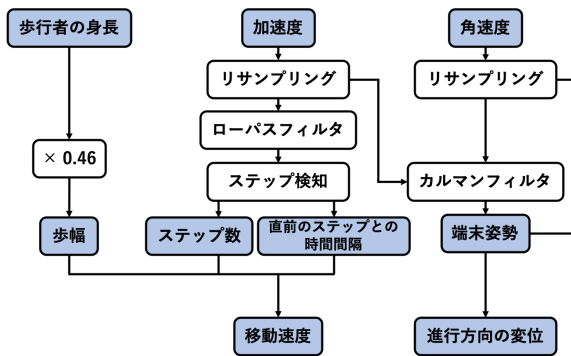 歩行者の身長
加速度
角速度
リサンプリング
リサンプリング
ローパスフィルタ
× 0.46
ステップ検知
カルマンフィルタ
歩幅
ステップ数
直前のステップとの
時間間隔
端末姿勢
移動速度
進行方向の変位